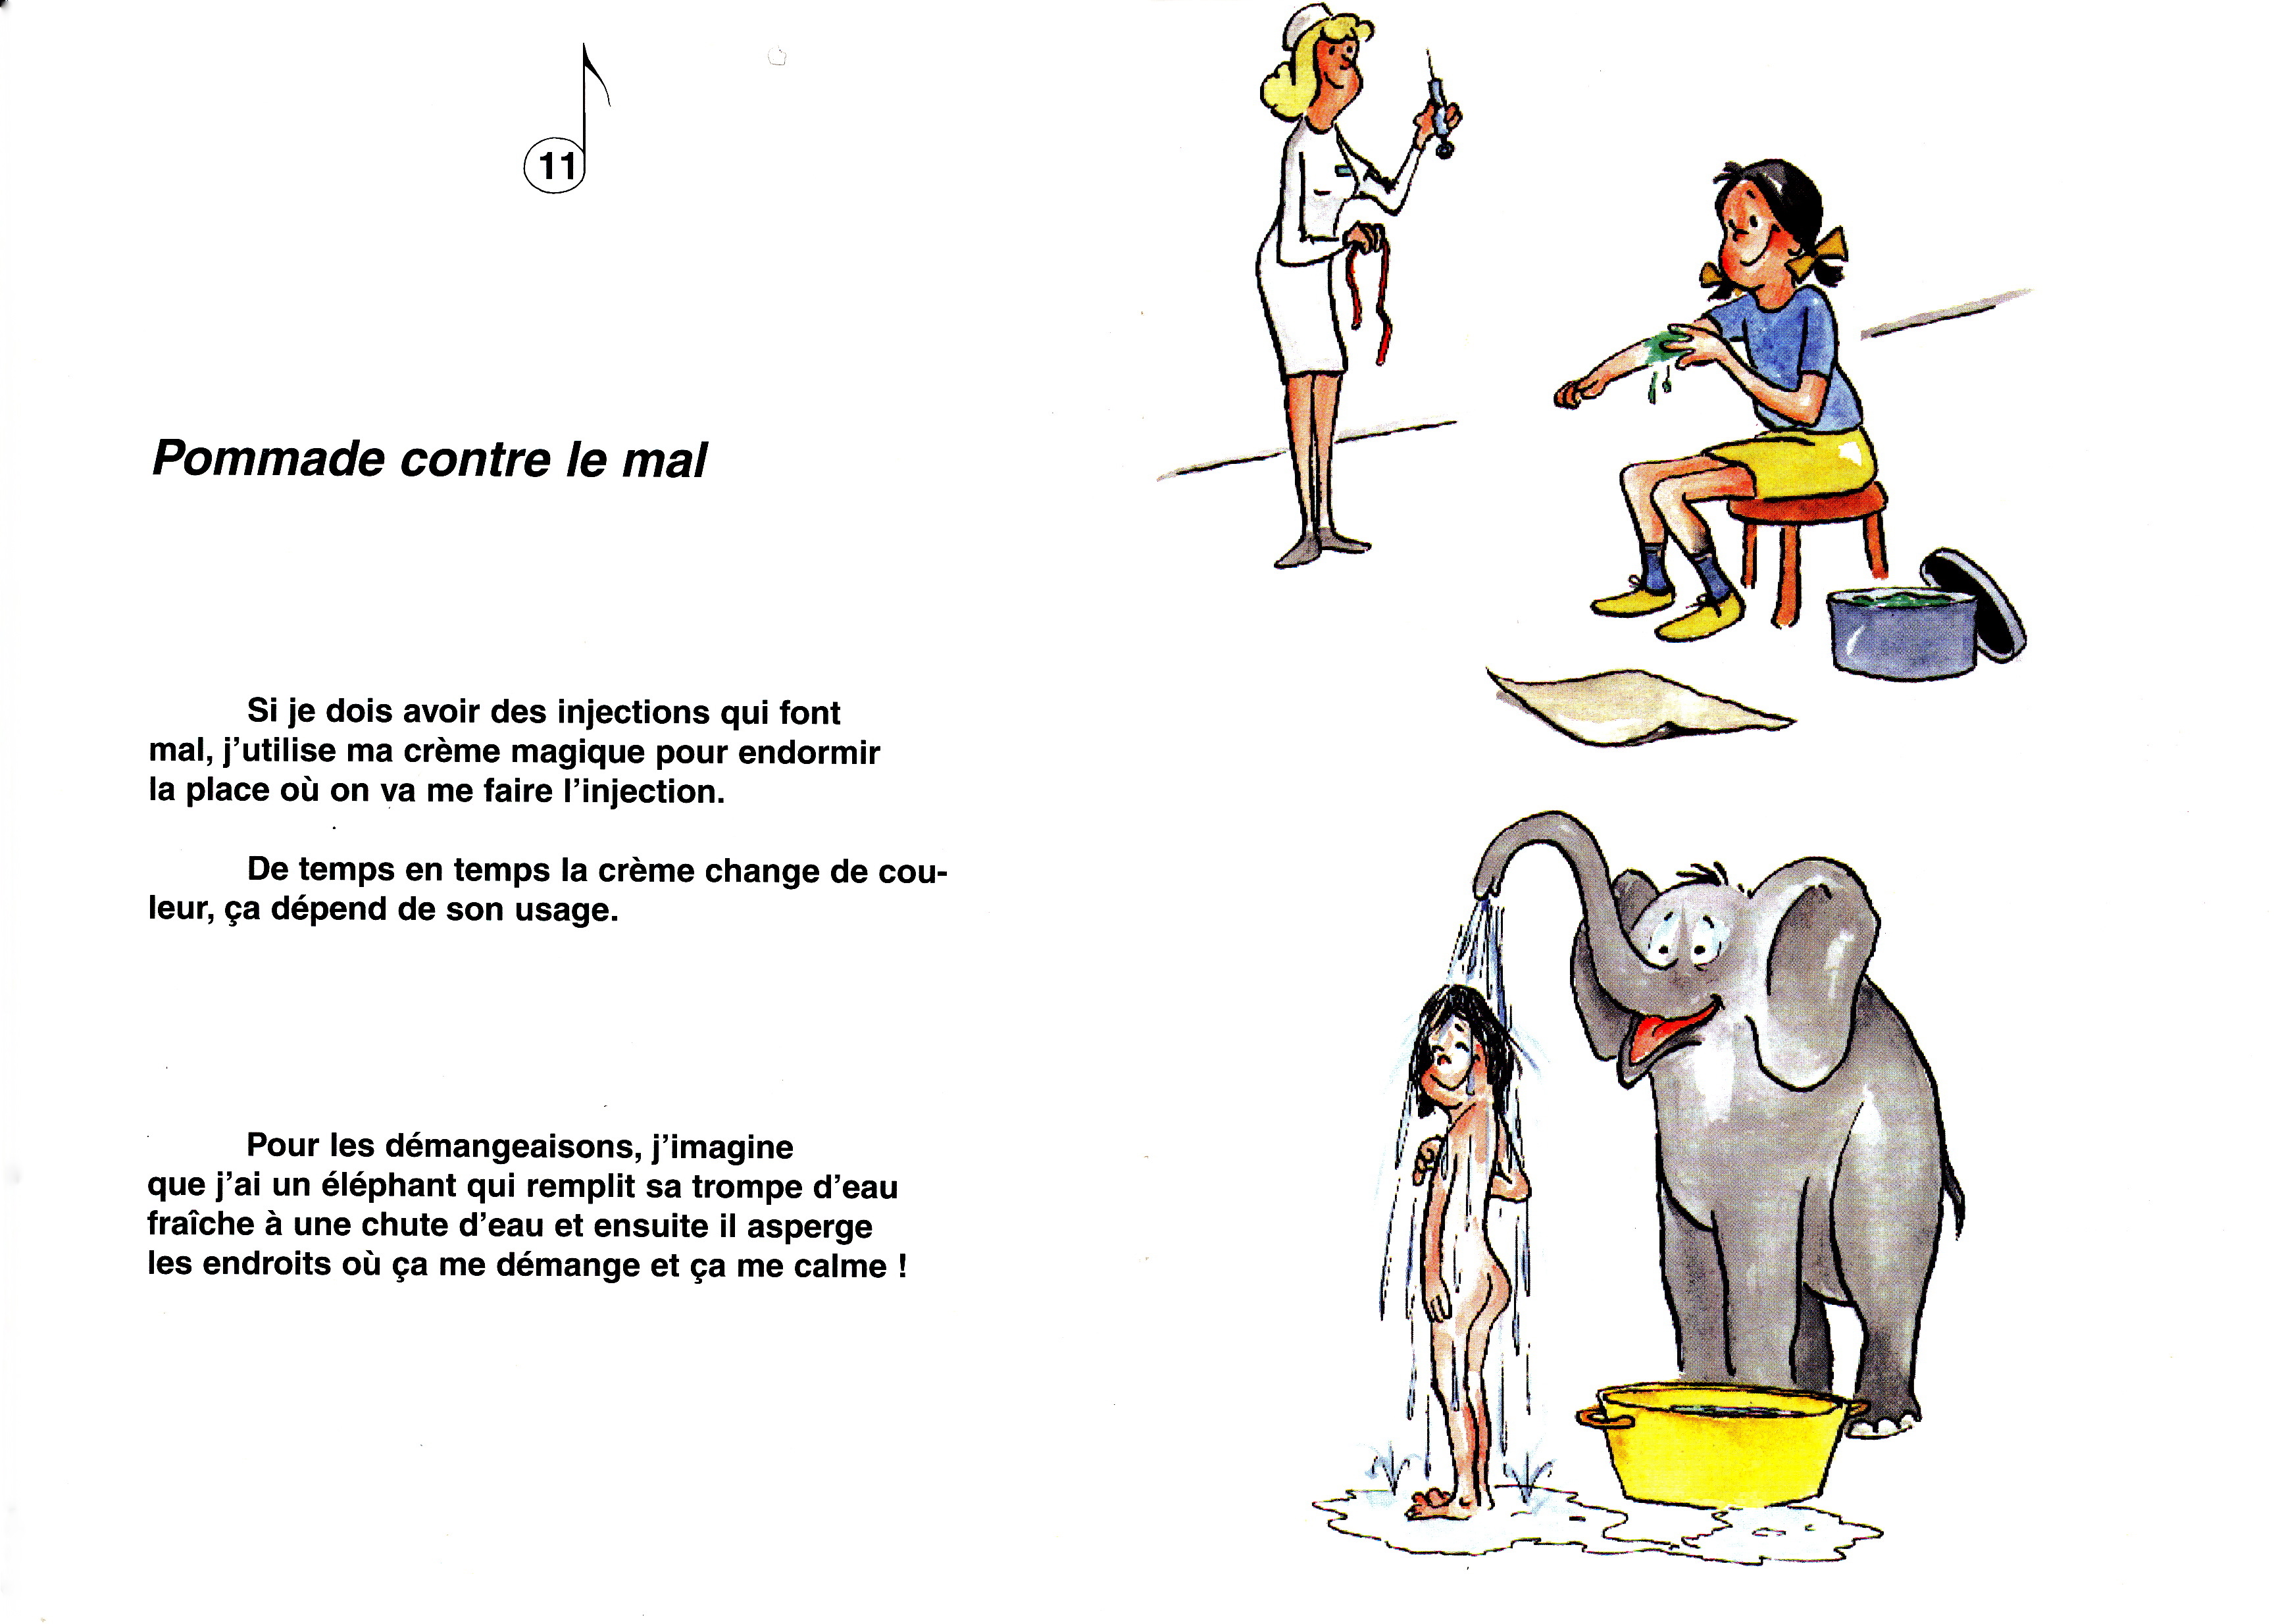 11
Pommade contre le mal
Si je dois avoir des injections qui font
mal, j’utilise ma crème magique pour endormir
la place où on va me faire l’injection.
De temps en temps la crème change de cou-
leur, ça dépend de son usage.
Pour les démangeaisons, j’imagine
que j’ai un éléphant qui remplit sa trompe d’eau
fraîche à une chute d’eau et ensuite il asperge
les endroits où ça me démange et ça me calme !